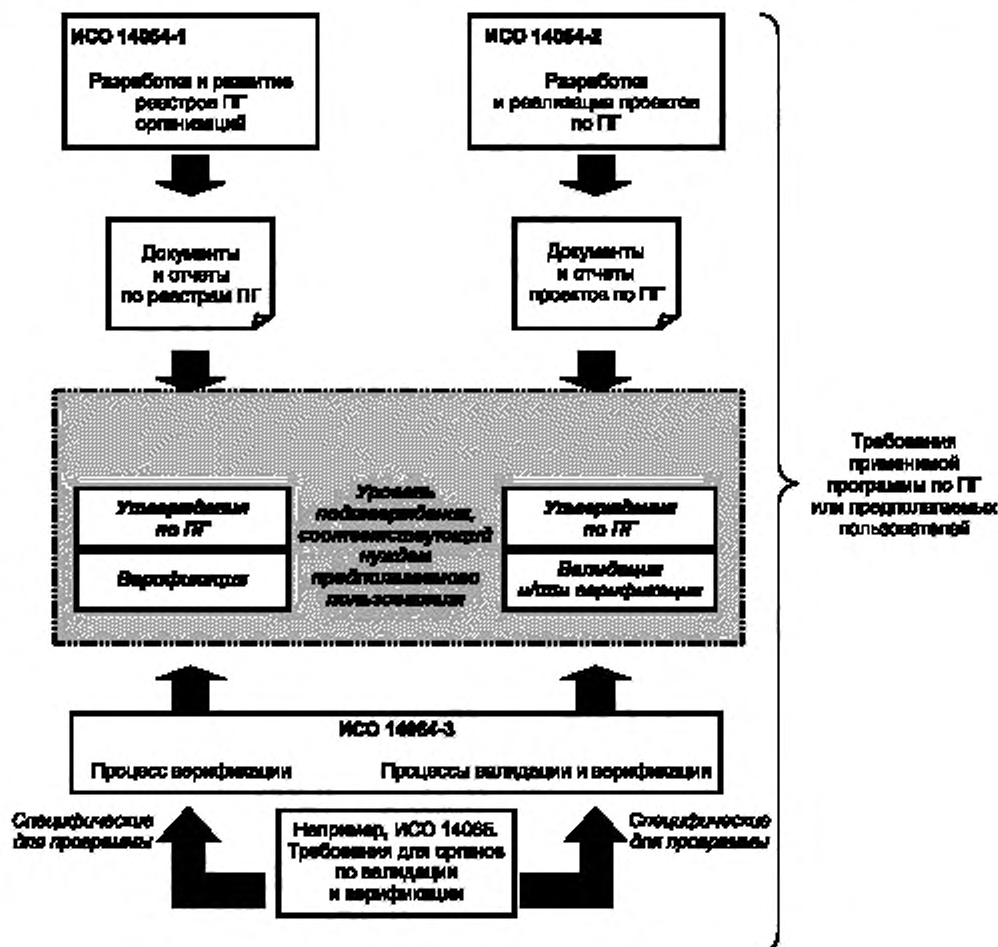 ИСО 14064-1
Разработка и развитие
реестров ПГ
организаций
ИСО 14064-2
Разработка
и реализация проектов
по ПГ
Документы
и отчеты
по реестрам ПГ
Документы
и отчеты
проектов по ПГ
Утверждения
по ПГ
Верификация
Уровень
подтверждения,
соответствующий
нуждам
предполагаемого
пользователя
Утверждения
по ПГ
Валидация
и/или верификация
Требования
применимой
программы по ПГ
или предполагаемых
пользователей
ИСО 14064-3
Процесс верификации
Процессы валидации и верификации
Специфические
для программы
Например, ИСО 14065.
Требования для органов
по валидации
и верификации
Специфические
для программы